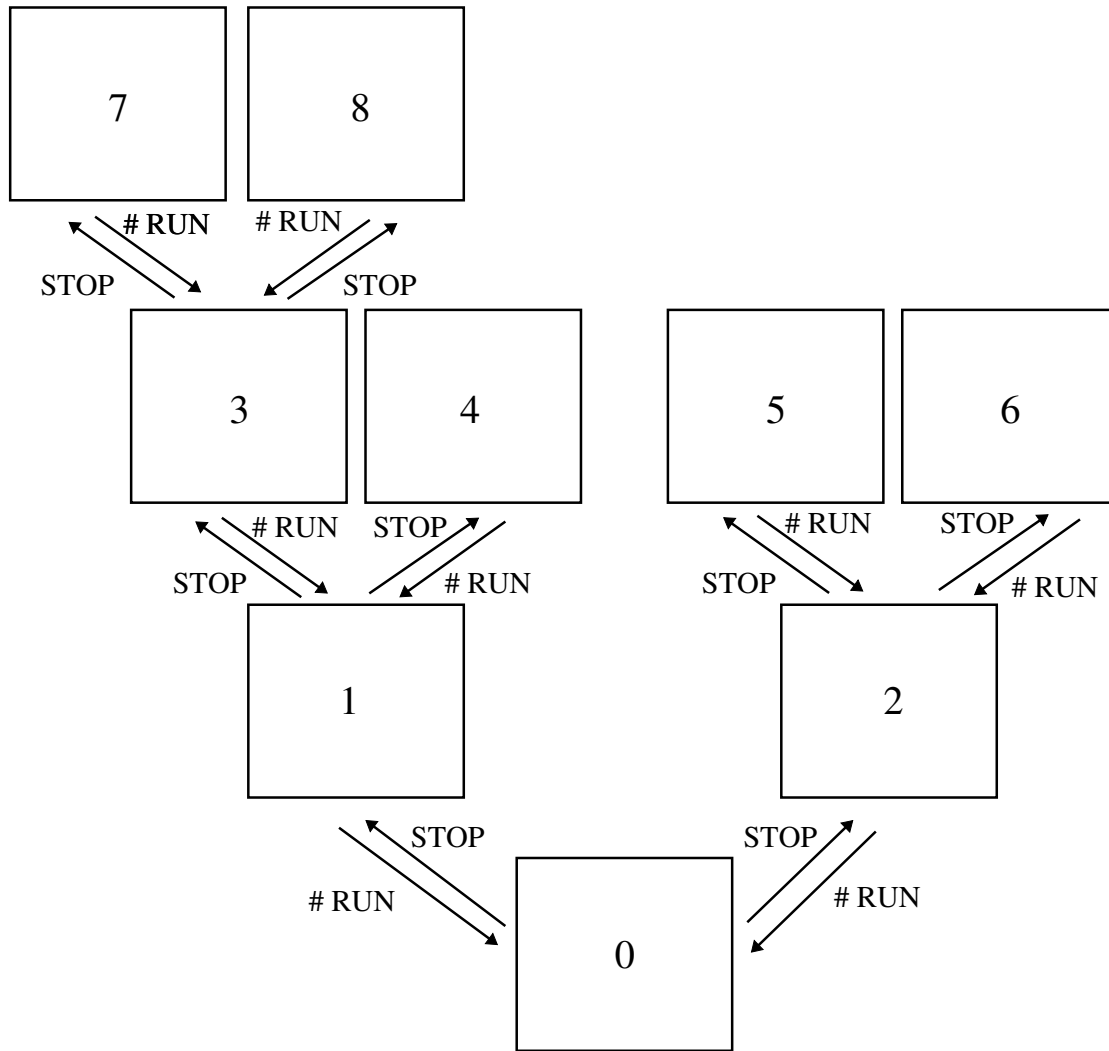 7 8
# RUN # RUN
STOP STOP
3 4 5 6
# RUN STOP # RUN STOP
STOP # RUN STOP # RUN
1 2
STOP STOP
# RUN # RUN
0